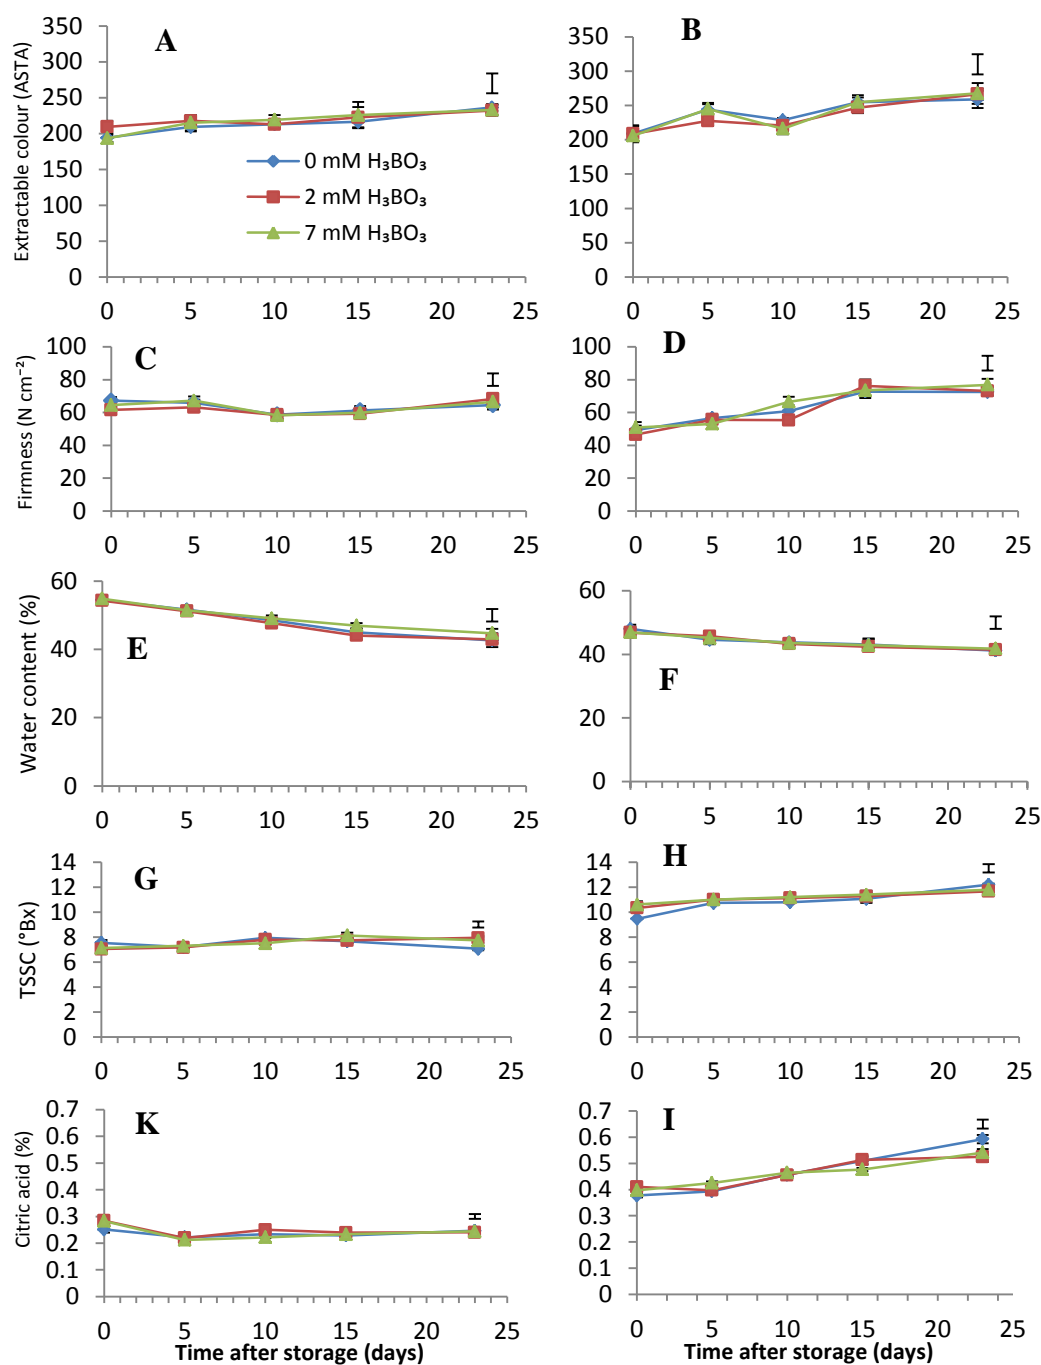 A
Extractable colour (ASTA)
350
300
250
200
150
100
50
0
0 5 10 15 20 25
0 mM H₃BO₃
2 mM H₃BO₃
7 mM H₃BO₃
B
350
300
250
200
150
100
50
0
0 5 10 15 20 25
C
Firmness (N cm⁻²)
100
80
60
40
20
0
0 5 10 15 20 25
D
100
80
60
40
20
0
0 5 10 15 20 25
E
Water content (%)
60
40
20
0
0 5 10 15 20 25
F
60
40
20
0
0 5 10 15 20 25
G
TSSC (°Bx)
14
12
10
8
6
4
2
0
0 5 10 15 20 25
H
14
12
10
8
6
4
2
0
0 5 10 15 20 25
K
Citric acid (%)
0.7
0.6
0.5
0.4
0.3
0.2
0.1
0
0 5 10 15 20 25
Time after storage (days)
I
0.7
0.6
0.5
0.4
0.3
0.2
0.1
0
0 5 10 15 20 25
Time after storage (days)